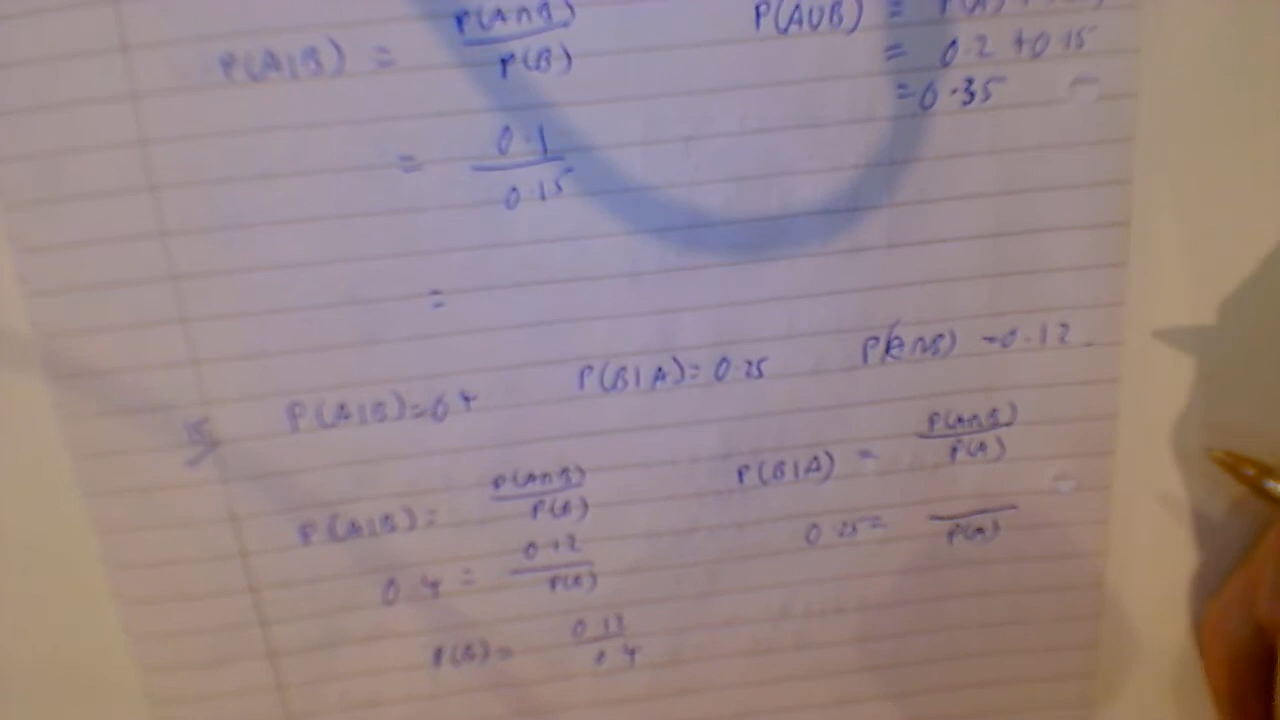 P(A|B) = P(A∩B) / P(B)
P(AUB) =
= 0.2 + 0.15
= 0.35
= 0.1 / 0.15
=
P(A|B) = 0.4 P(B|A) = 0.25 P(A∩B) = 0.12
P(A|B) = P(A∩B) / P(B)
P(B|A) = P(A∩B) / P(A)
0.4 = 0.12 / P(B)
0.25 = / P(A)
P(B) = 0.12 / 0.4